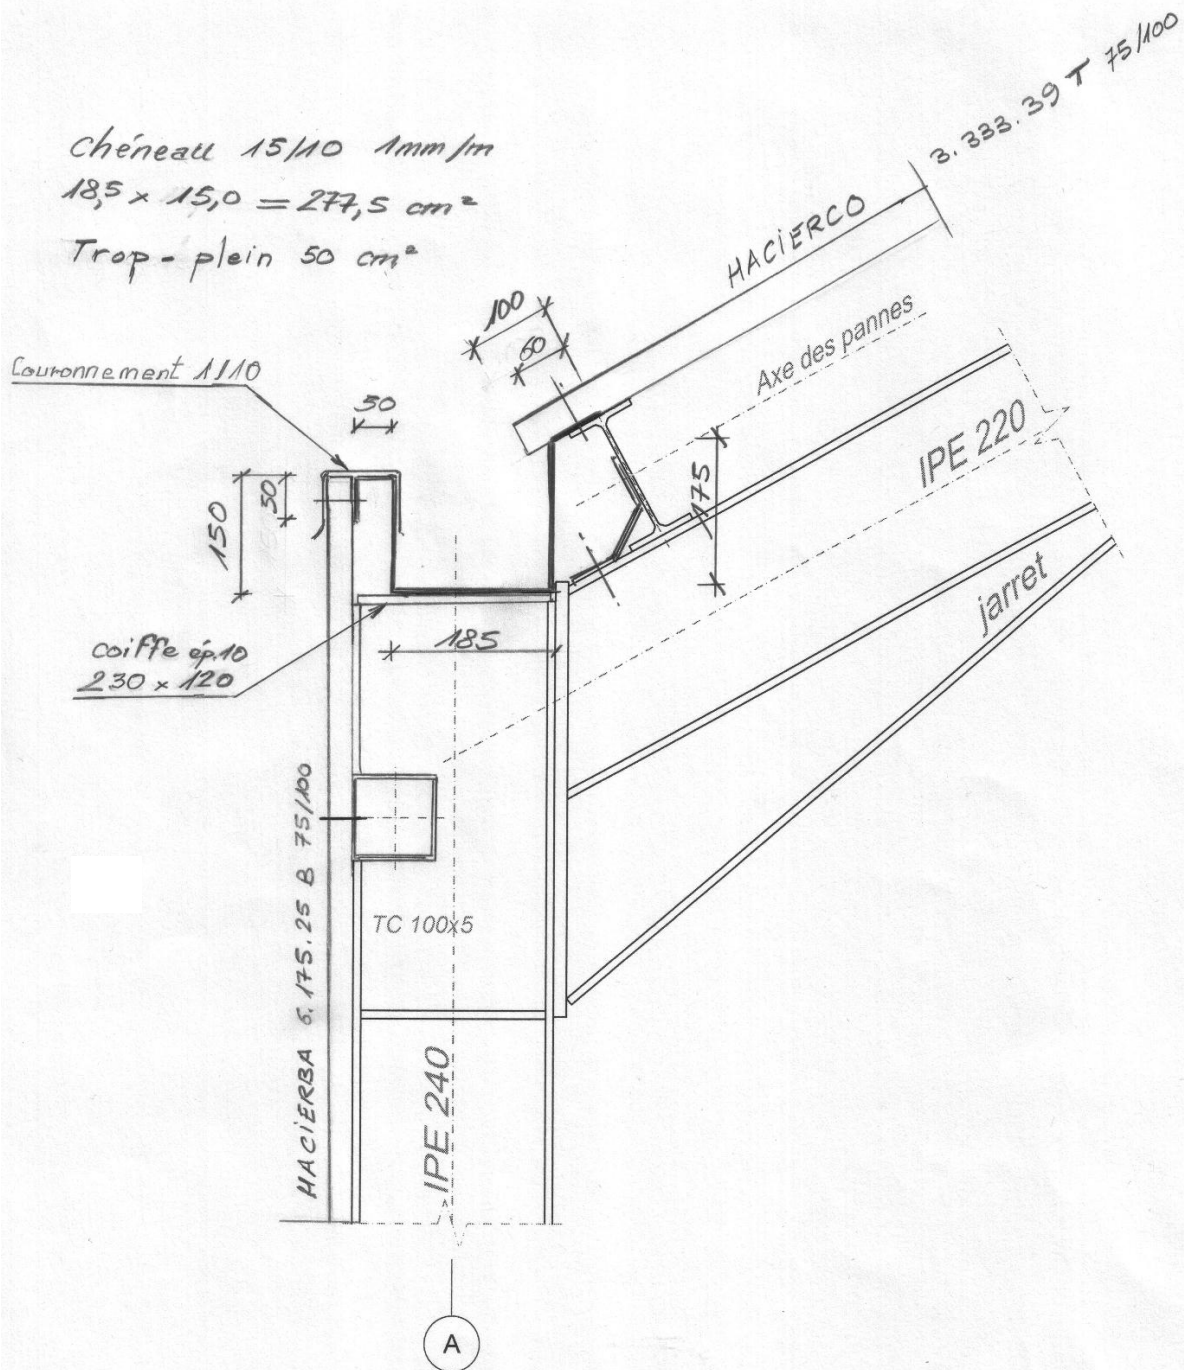 Chéneau 15/10 1mm/m
18,5 x 15,0 = 277,5 cm²
Trop-plein 50 cm²
3.333.39 T 75/100
HACIERCO
100
60
Axe des pannes
Couronnement 1/10
50
150
50
175
IPE 220
jarret
185
coiffe ép.10
230 x 120
HACIERBA 6.175.25 B 75/100
TC 100x5
IPE 240
A